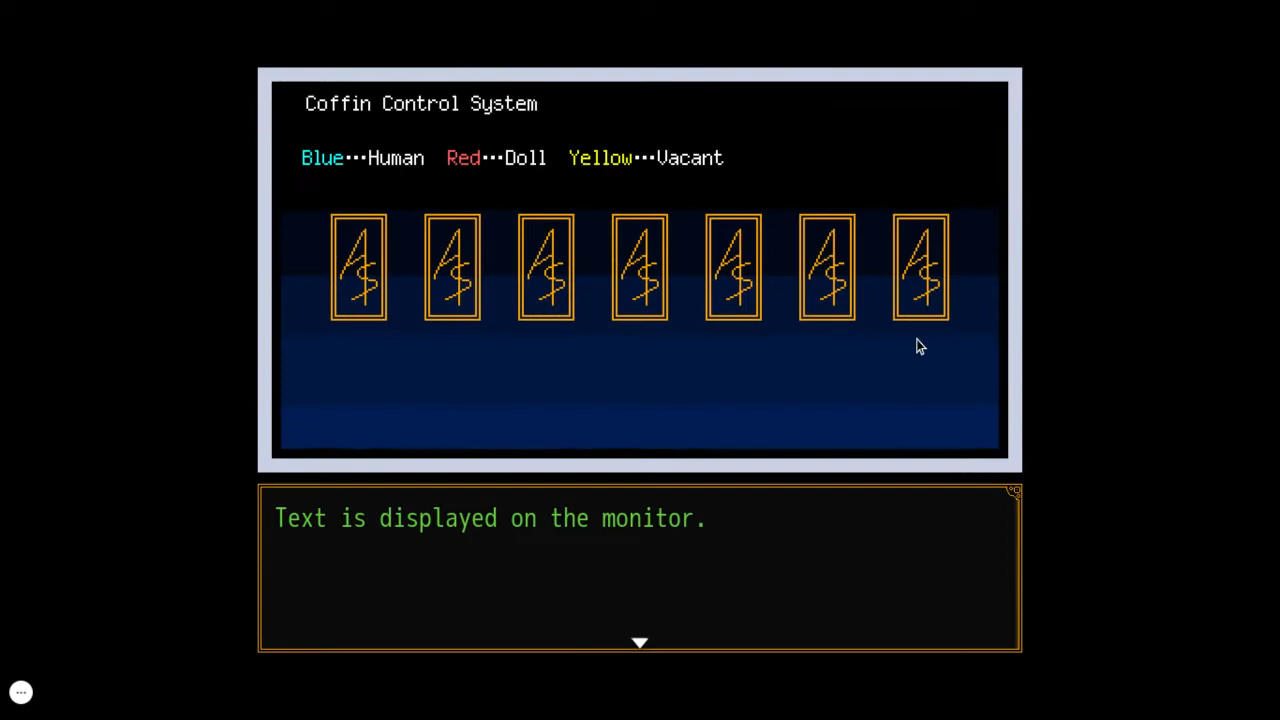 Coffin Control System
Blue···Human Red···Doll Yellow···Vacant
Text is displayed on the monitor.